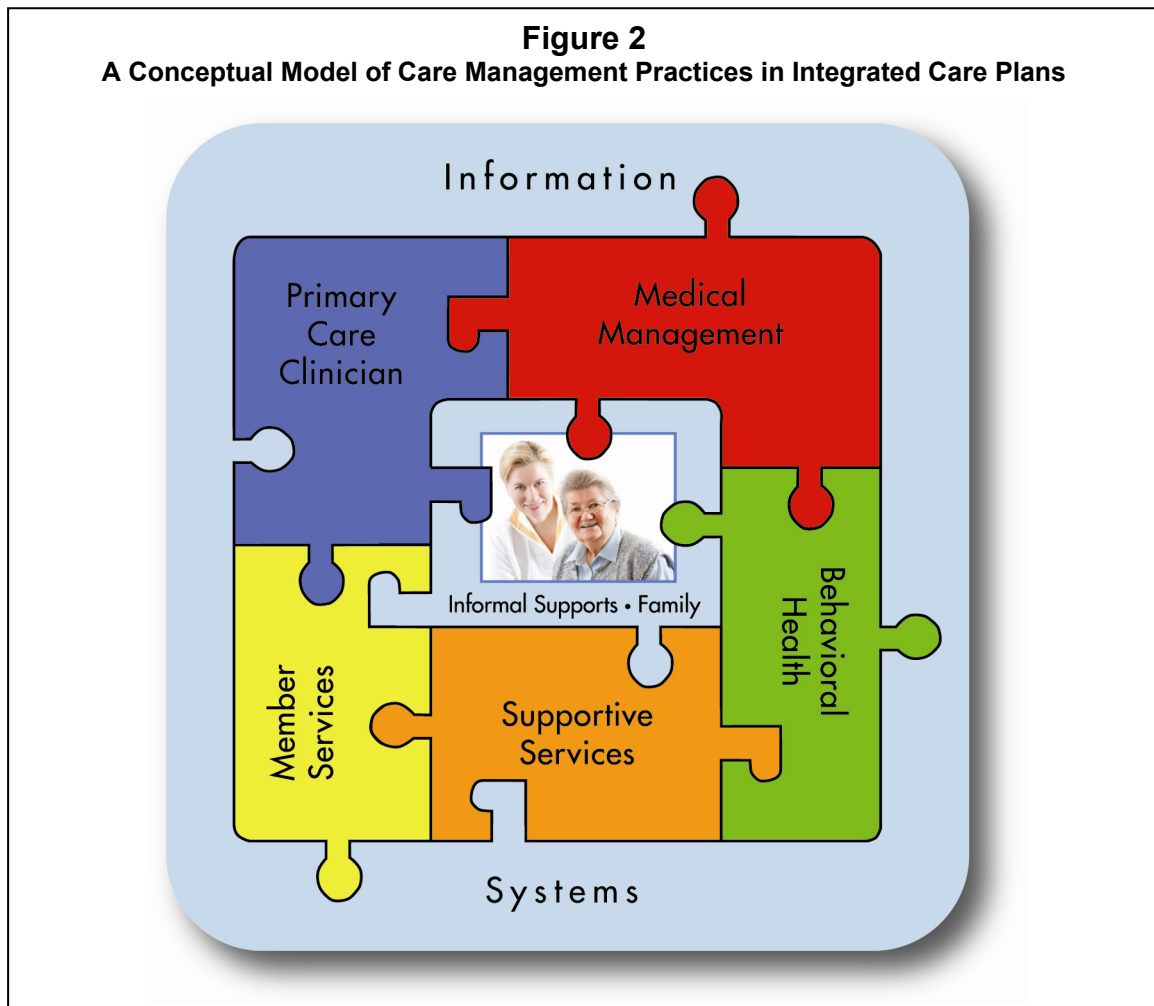 Figure 2
A Conceptual Model of Care Management Practices in Integrated Care Plans
Information
Primary
Care
Clinician
Medical
Management
Informal Supports • Family
Behavioral
Health
Member
Services
Supportive
Services
Systems